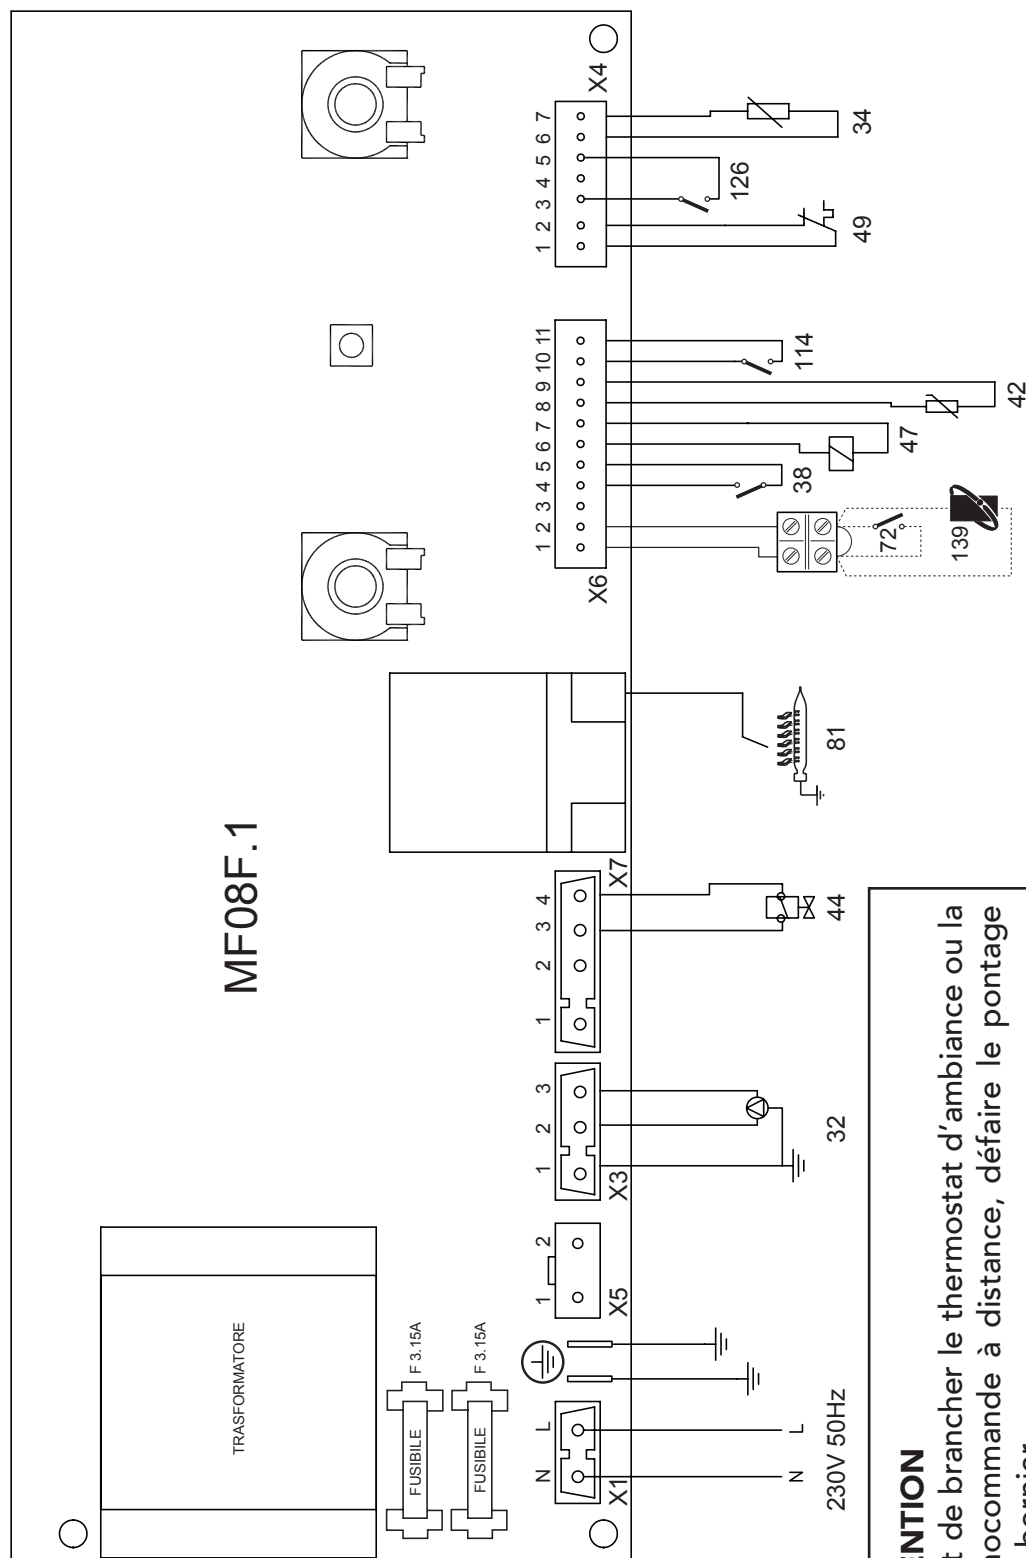 MF08F.1
TRASFORMATORE
FUSIBILE
F 3.15A
FUSIBILE
F 3.15A
N L
X1
1 2
X5
1 2 3
X3
1 2 3 4
X7
1 2 3 4 5 6 7 8 9 10 11
X6
1 2 3 4 5 6 7
X4
N L
230V 50Hz
32
44
81
72
139
38
47
42
114
49
126
34
de brancher le thermostat d'ambiance ou la
à distance, défaire le pontage